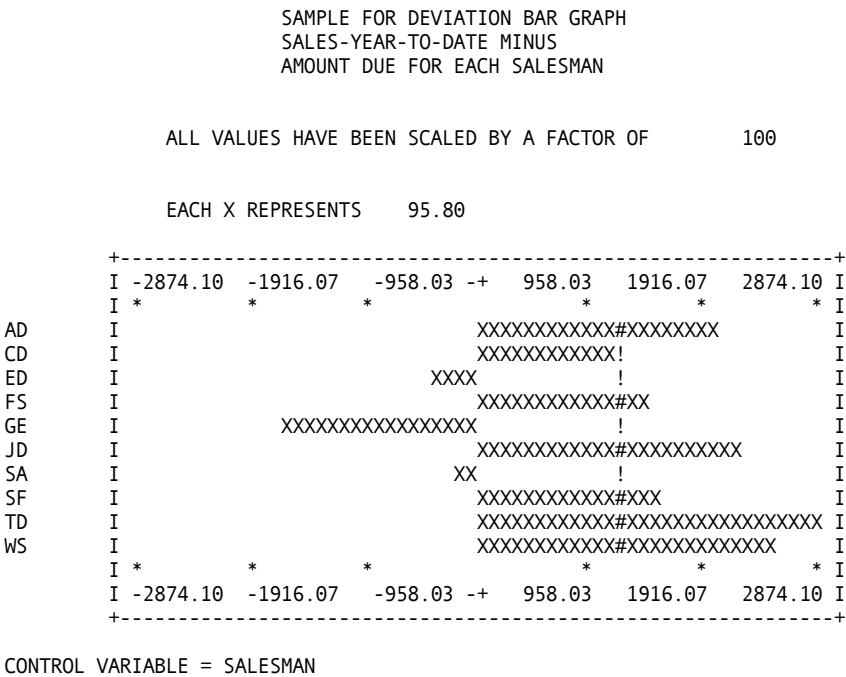 SAMPLE FOR DEVIATION BAR GRAPH
                        SALES-YEAR-TO-DATE MINUS
                        AMOUNT DUE FOR EACH SALESMAN
              ALL VALUES HAVE BEEN SCALED BY A FACTOR OF        100
              EACH X REPRESENTS    95.80
         +--------------------------------------------------------------+
         I -2874.10  -1916.07   -958.03 -+   958.03   1916.07   2874.10 I
         I *         *         *                  *         *         * I
AD       I                               XXXXXXXXXXXX#XXXXXXXX          I
CD       I                               XXXXXXXXXXXX!                  I
ED       I                           XXXX            !                  I
FS       I                               XXXXXXXXXXXX#XX                I
GE       I              XXXXXXXXXXXXXXXXX            !                  I
JD       I                               XXXXXXXXXXXX#XXXXXXXXXX        I
SA       I                             XX            !                  I
SF       I                               XXXXXXXXXXXX#XXX               I
TD       I                               XXXXXXXXXXXX#XXXXXXXXXXXXXXXXX I
WS       I                               XXXXXXXXXXXX#XXXXXXXXXXXXX     I
         I *         *         *                  *         *         * I
         I -2874.10  -1916.07   -958.03 -+   958.03   1916.07   2874.10 I
         +--------------------------------------------------------------+
CONTROL VARIABLE = SALESMAN